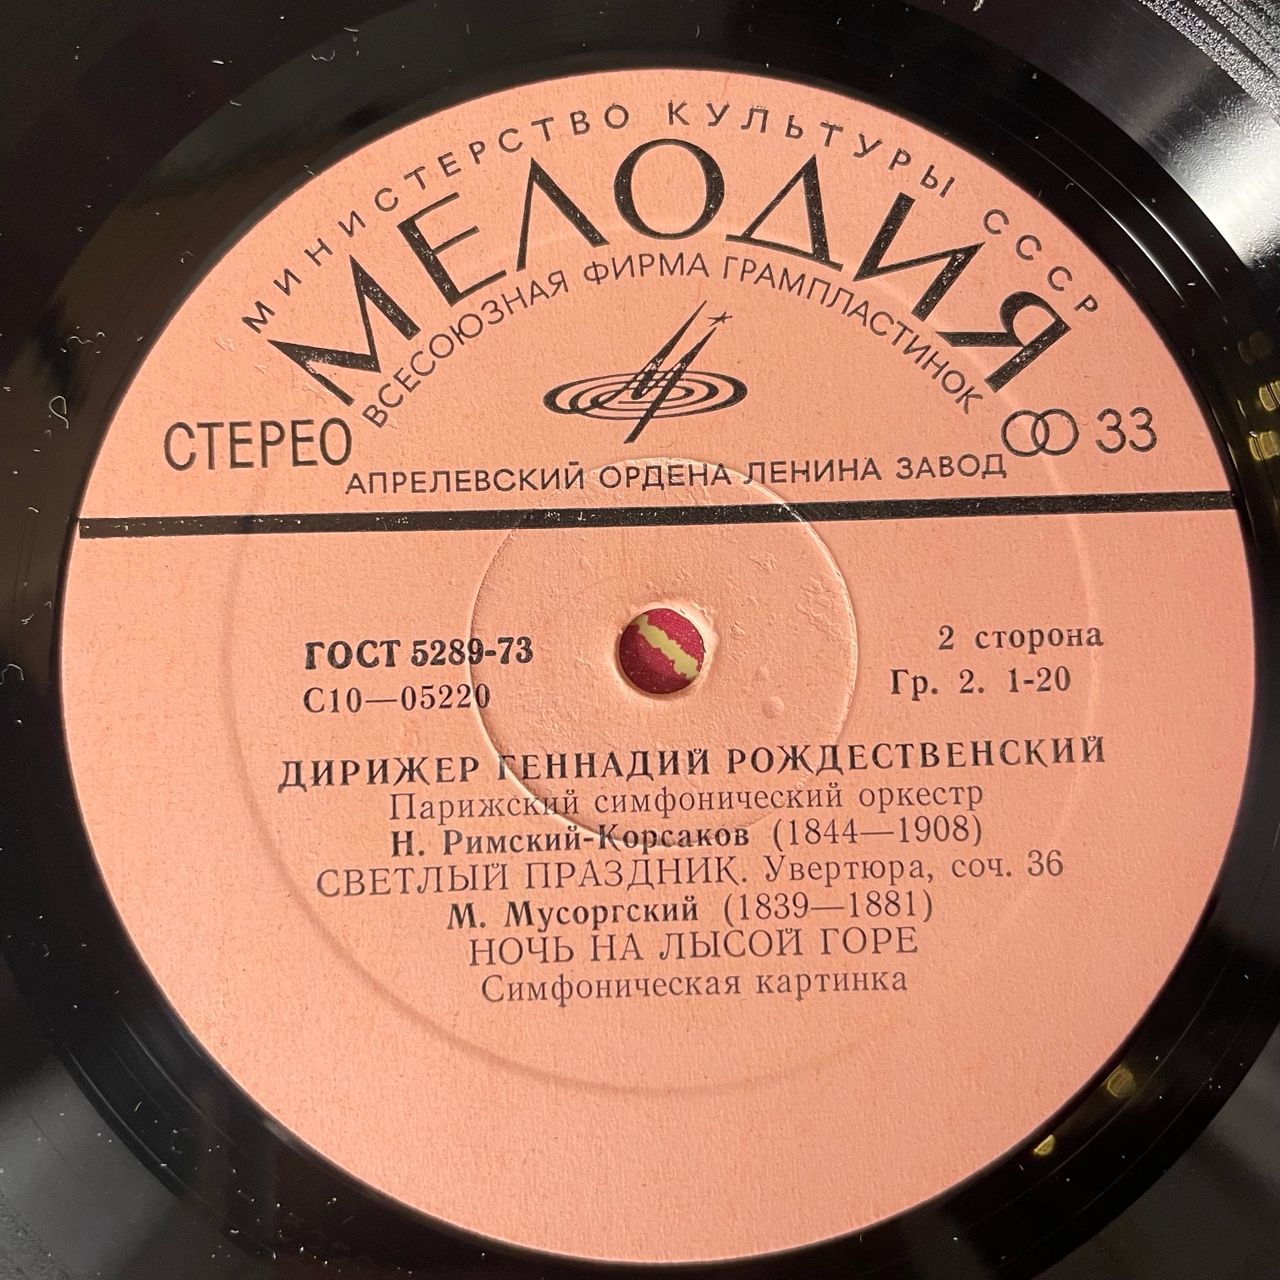 МИНИСТЕРСТВО КУЛЬТУРЫ СССР
МЕЛОДИЯ
ВСЕСОЮЗНАЯ ФИРМА ГРАМПЛАСТИНОК
СТЕРЕО
33
АПРЕЛЕВСКИЙ ОРДЕНА ЛЕНИНА ЗАВОД
ГОСТ 5289-73
2 сторона
С10—05220
Гр. 2. 1-20
ДИРИЖЕР ГЕННАДИЙ РОЖДЕСТВЕНСКИЙ
Парижский симфонический оркестр
Н. Римский-Корсаков (1844—1908)
СВЕТЛЫЙ ПРАЗДНИК. Увертюра, соч. 36
М. Мусоргский (1839—1881)
НОЧЬ НА ЛЫСОЙ ГОРЕ
Симфоническая картинка